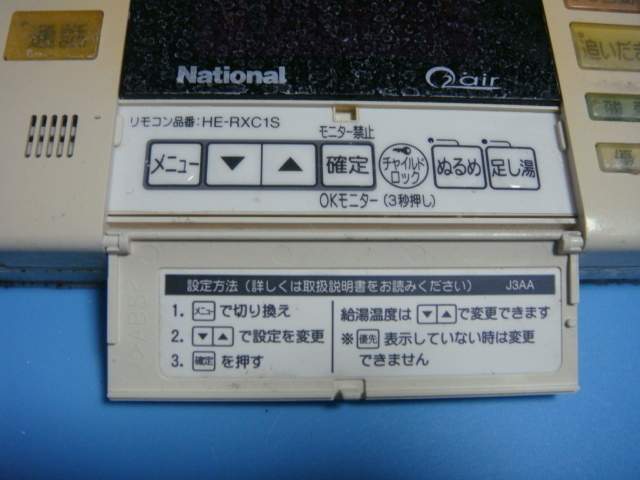 通話
National
air
追いだき
リモコン品番:HE-RXC1S
モニター禁止
メニュー ▼ ▲ 確定 チャイルドロック ぬるめ 足し湯
OKモニター (3秒押し)
設定方法 (詳しくは取扱説明書をお読みください) J3AA
1. メニュー で切り換え
2. ▼ ▲ で設定を変更
3. 確定 を押す
給湯温度は ▼ ▲ で変更できます
※ 優先 表示していない時は変更
できません
>ABS<